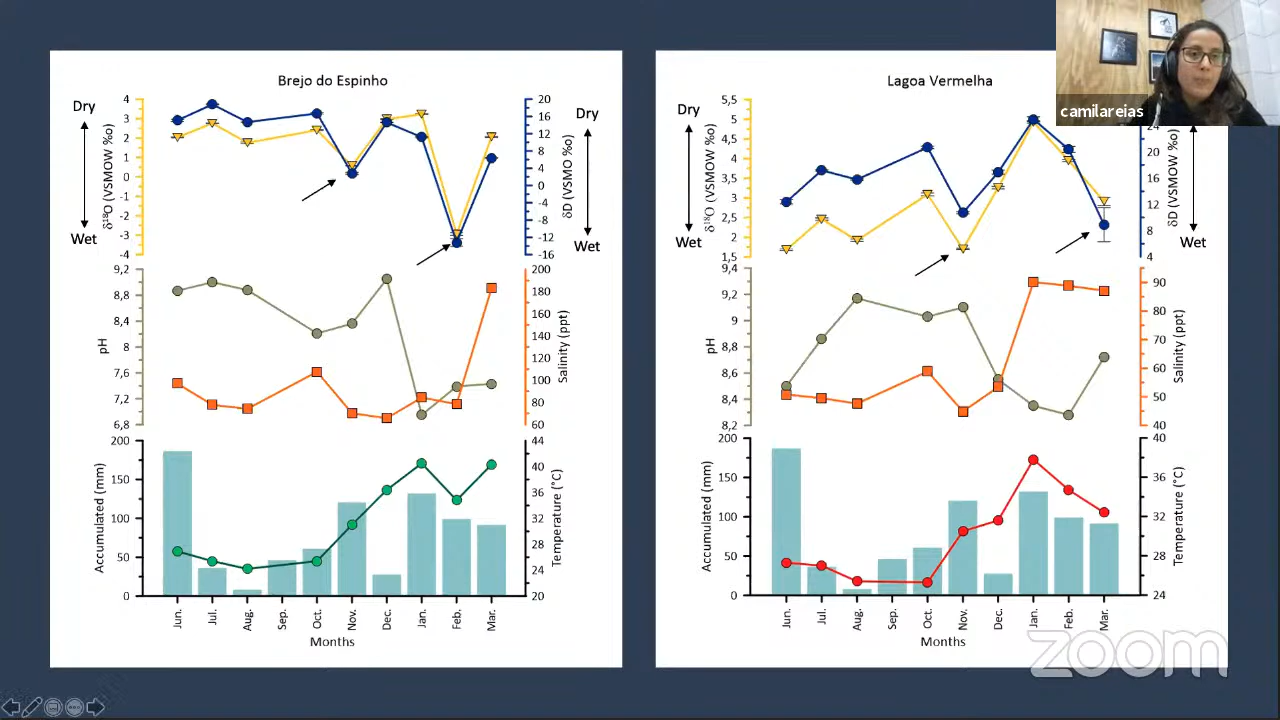 Brejo do Espinho
Dry
Wet
4
3
2
1
0
-1
-2
-3
-4
δ¹⁸O (VSMOW %o)
20
16
12
8
4
0
-4
-8
-12
-16
δD (VSMO %o)
Dry
Wet
9,2
8,8
8,4
8
7,6
7,2
6,8
pH
200
180
160
140
120
100
80
60
Salinity (ppt)
200
150
100
50
0
Accumulated (mm)
44
40
36
32
28
24
20
Temperature (°C)
Jun.
Jul.
Aug.
Sep.
Oct.
Nov.
Dec.
Jan.
Feb.
Mar.
Months
Lagoa Vermelha
camilareias
Dry
Wet
5,5
5
4,5
4
3,5
3
2,5
2
1,5
δ¹⁸O (VSMOW %o)
24
20
16
12
8
4
δD (VSMOW %o)
Wet
9,4
9,2
9
8,8
8,6
8,4
8,2
pH
90
80
70
60
50
40
Salinity (ppt)
200
150
100
50
0
Accumulated (mm)
40
36
32
28
24
Temperature (°C)
Jun.
Jul.
Aug.
Sep.
Oct.
Nov.
Dec.
Jan.
Feb.
Mar.
Months
zoom